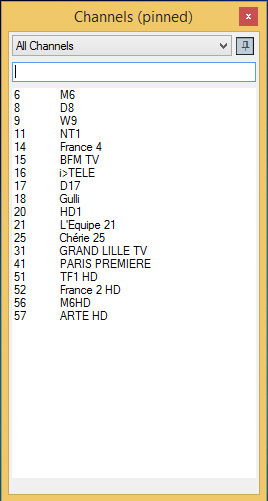 Channels (pinned)
x
All Channels
6 M6
8 D8
9 W9
11 NT1
14 France 4
15 BFM TV
16 i>TELE
17 D17
18 Gulli
20 HD1
21 L'Equipe 21
25 Chérie 25
31 GRAND LILLE TV
41 PARIS PREMIERE
51 TF1 HD
52 France 2 HD
56 M6HD
57 ARTE HD